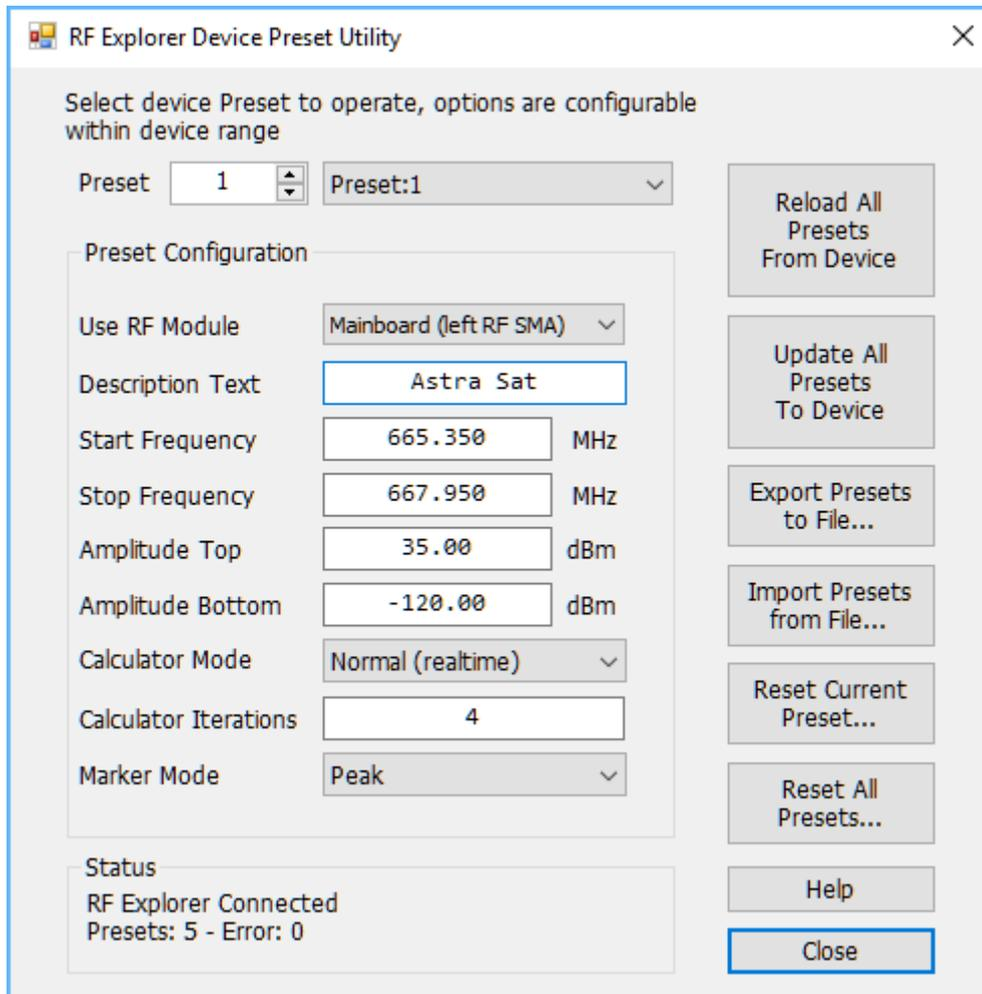 RF Explorer Device Preset Utility
Select device Preset to operate, options are configurable
within device range
Preset 1 Preset:1
Preset Configuration
Use RF Module Mainboard (left RF SMA)
Description Text Astra Sat
Start Frequency 665.350 MHz
Stop Frequency 667.950 MHz
Amplitude Top 35.00 dBm
Amplitude Bottom -120.00 dBm
Calculator Mode Normal (realtime)
Calculator Iterations 4
Marker Mode Peak
Status
RF Explorer Connected
Presets: 5 - Error: 0
Reload All
Presets
From Device
Update All
Presets
To Device
Export Presets
to File...
Import Presets
from File...
Reset Current
Preset...
Reset All
Presets...
Help
Close